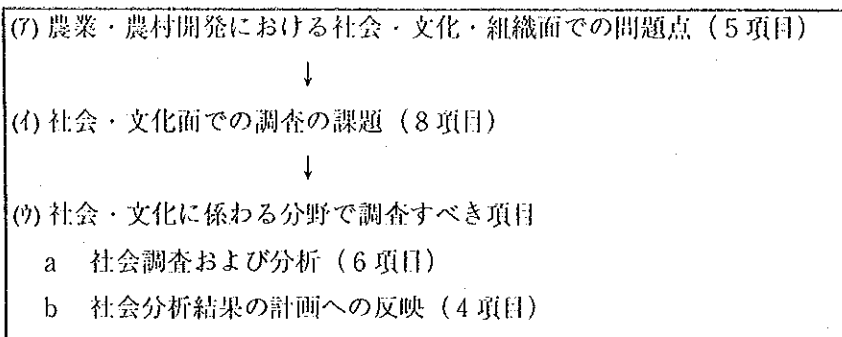 (ア) 農業・農村開発における社会・文化・組織面での問題点（5項目）
↓
(イ) 社会・文化面での調査の課題（8項目）
↓
(ウ) 社会・文化に係わる分野で調査すべき項目
a 社会調査および分析（6項目）
b 社会分析結果の計画への反映（4項目）